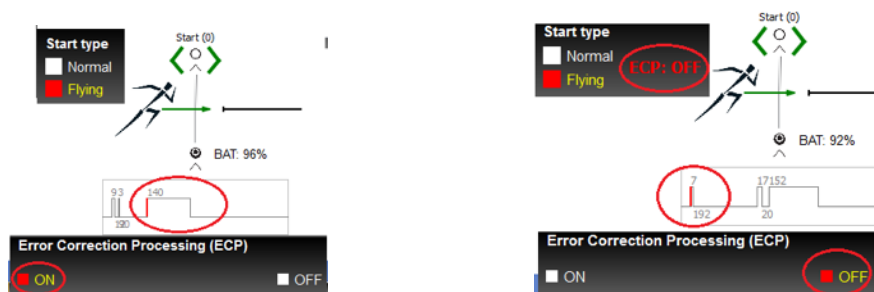 Start (0)
Start type
Normal
Flying
BAT: 96%
93 140
Error Correction Processing (ECP)
ON OFF
Start (0)
Start type
Normal
ECP: OFF
Flying
BAT: 92%
7 17152
192 20
Error Correction Processing (ECP)
ON OFF